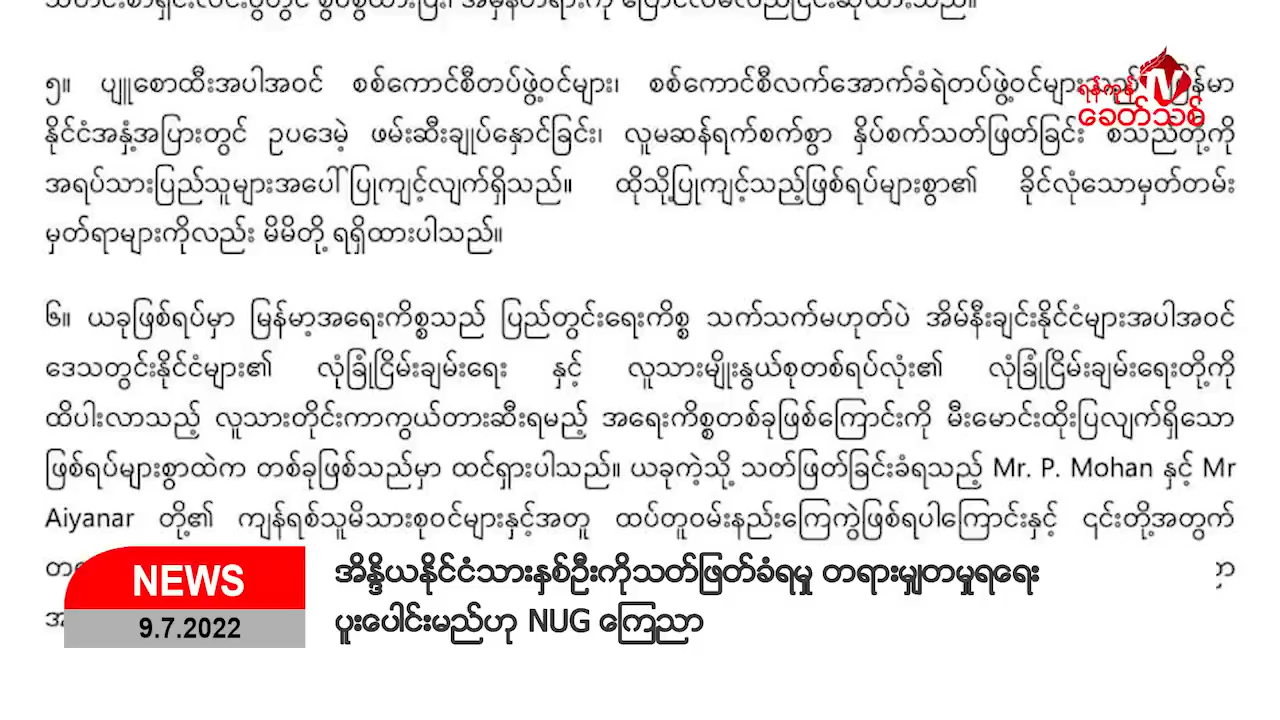 ၅။ ပျူစောထီးအပါအဝင် စစ်ကောင်စီတပ်ဖွဲ့ဝင်များ၊ စစ်ကောင်စီလက်အောက်ခံရဲတပ်ဖွဲ့ဝင်များသည် မြန်မာ
ရန်ကုန် TV
ခေတ်သစ်
နိုင်ငံအနှံ့အပြားတွင် ဥပဒေမဲ့ ဖမ်းဆီးချုပ်နှောင်ခြင်း၊ လူမဆန်ရက်စက်စွာ နှိပ်စက်သတ်ဖြတ်ခြင်း စသည်တို့ကို
အရပ်သားပြည်သူများအပေါ် ပြုကျင့်လျက်ရှိသည်။ ထိုသို့ပြုကျင့်သည့်ဖြစ်ရပ်များစွာ၏ ခိုင်လုံသောမှတ်တမ်း
မှတ်ရာများကိုလည်း မိမိတို့ ရရှိထားပါသည်။
၆။ ယခုဖြစ်ရပ်မှာ မြန်မာ့အရေးကိစ္စသည် ပြည်တွင်းရေးကိစ္စ သက်သက်မဟုတ်ပဲ အိမ်နီးချင်းနိုင်ငံများအပါအဝင်
ဒေသတွင်းနိုင်ငံများ၏ လုံခြုံငြိမ်းချမ်းရေး နှင့် လူသားမျိုးနွယ်စုတစ်ရပ်လုံး၏ လုံခြုံငြိမ်းချမ်းရေးတို့ကို
ထိပါးလာသည့် လူသားတိုင်းကာကွယ်တားဆီးရမည့် အရေးကိစ္စတစ်ခုဖြစ်ကြောင်းကို မီးမောင်းထိုးပြလျက်ရှိသော
ဖြစ်ရပ်များစွာထဲက တစ်ခုဖြစ်သည်မှာ ထင်ရှားပါသည်။ ယခုကဲ့သို့ သတ်ဖြတ်ခြင်းခံရသည့် Mr. P. Mohan နှင့် Mr
Aiyanar တို့၏ ကျန်ရစ်သူမိသားစုဝင်များနှင့်အတူ ထပ်တူဝမ်းနည်းကြေကွဲဖြစ်ရပါကြောင်းနှင့် ၎င်းတို့အတွက်
NEWS
9.7.2022
အိန္ဒိယနိုင်ငံသားနှစ်ဦးကိုသတ်ဖြတ်ခံရမှု တရားမျှတမှုရရေး
ပူးပေါင်းမည်ဟု NUG ကြေညာ